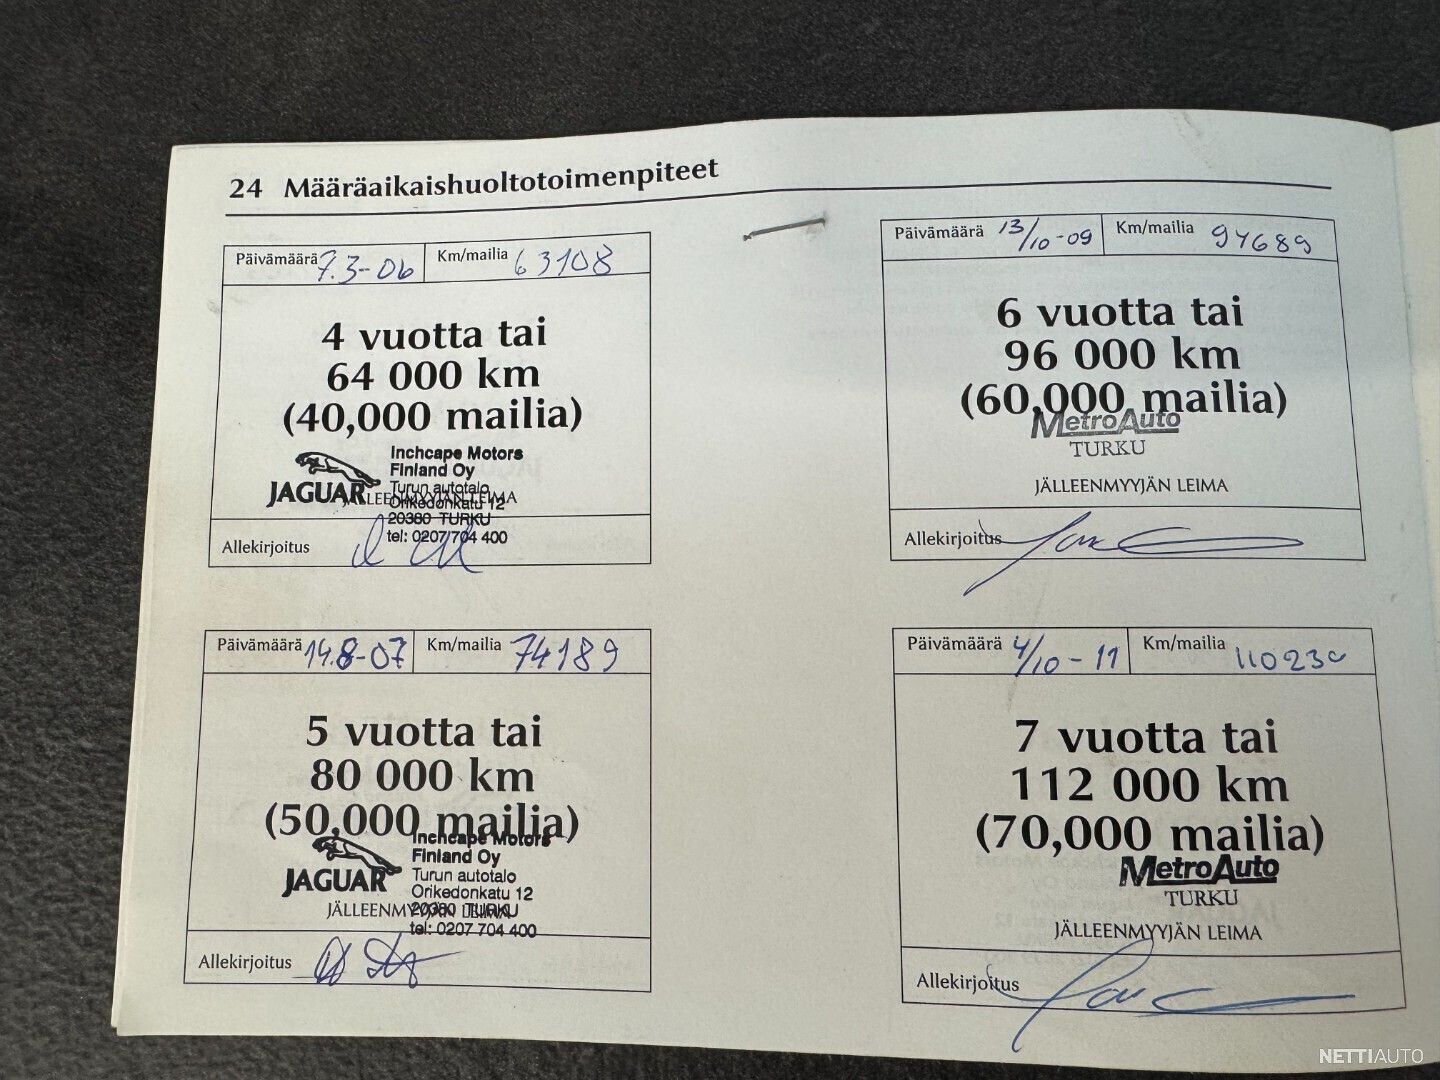 24 Määräaikaishuoltotoimenpiteet
Päivämäärä 7.3-06 Km/mailia 63108
4 vuotta tai
64 000 km
(40,000 mailia)
JAGUAR
Inchcape Motors
Finland Oy
Turun autotalo
Orikedonkatu 12
20380 TURKU
tel: 0207 704 400
JÄLLEENMYYJÄN LEIMA
Allekirjoitus
Päivämäärä 14.8-07 Km/mailia 74189
5 vuotta tai
80 000 km
(50,000 mailia)
JAGUAR
Inchcape Motors
Finland Oy
Turun autotalo
Orikedonkatu 12
20380 TURKU
tel: 0207 704 400
JÄLLEENMYYJÄN LEIMA
Allekirjoitus
Päivämäärä 13/10-09 Km/mailia 94689
6 vuotta tai
96 000 km
(60,000 mailia)
MetroAuto
TURKU
JÄLLEENMYYJÄN LEIMA
Allekirjoitus
Päivämäärä 4/10-11 Km/mailia 110230
7 vuotta tai
112 000 km
(70,000 mailia)
MetroAuto
TURKU
JÄLLEENMYYJÄN LEIMA
Allekirjoitus
NETTIAUTO